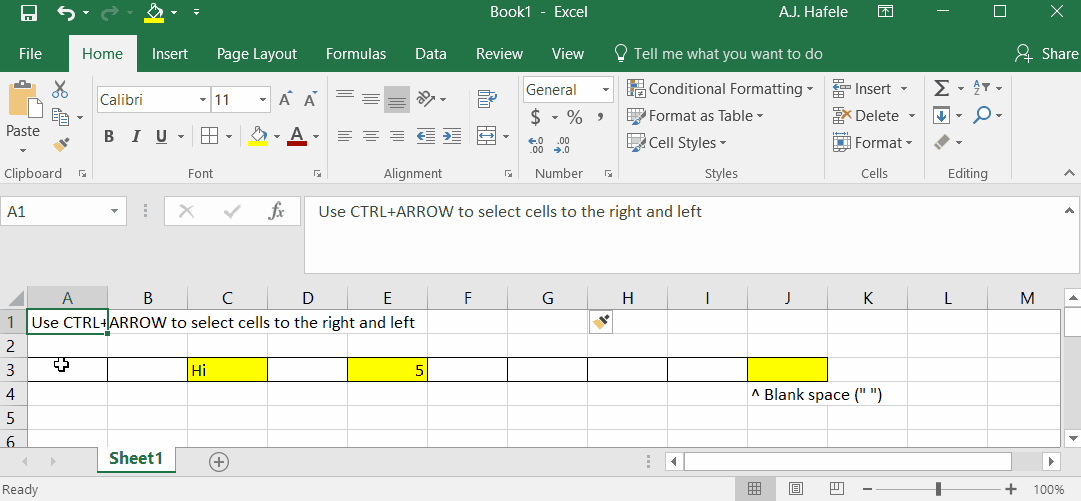 Book1 - Excel
A.J. Hafele
File Home Insert Page Layout Formulas Data Review View Tell me what you want to do Share
Calibri 11
General
Conditional Formatting
Insert
Paste
B I U
A
$ % ,
Format as Table
Delete
Cell Styles
Format
Clipboard Font Alignment Number Styles Cells Editing
A1 fx Use CTRL+ARROW to select cells to the right and left
A B C D E F G H I J K L M
1 Use CTRL+ARROW to select cells to the right and left
2
3 Hi 5
4 ^ Blank space (" ")
5
6
Sheet1
Ready 100%